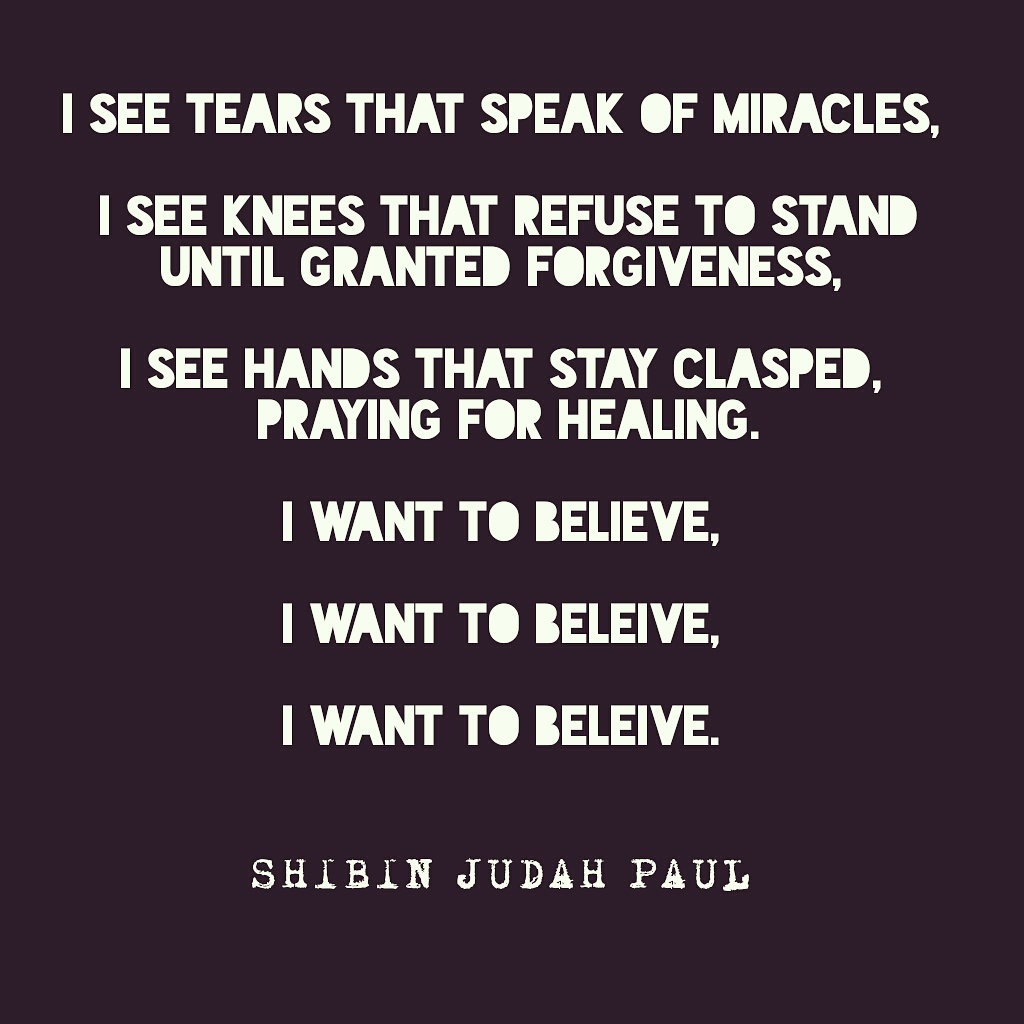 I SEE TEARS THAT SPEAK OF MIRACLES,
I SEE KNEES THAT REFUSE TO STAND
UNTIL GRANTED FORGIVENESS,
I SEE HANDS THAT STAY CLASPED,
PRAYING FOR HEALING.
I WANT TO BELIEVE,
I WANT TO BELEIVE,
I WANT TO BELEIVE.
SHIBIN JUDAH PAUL